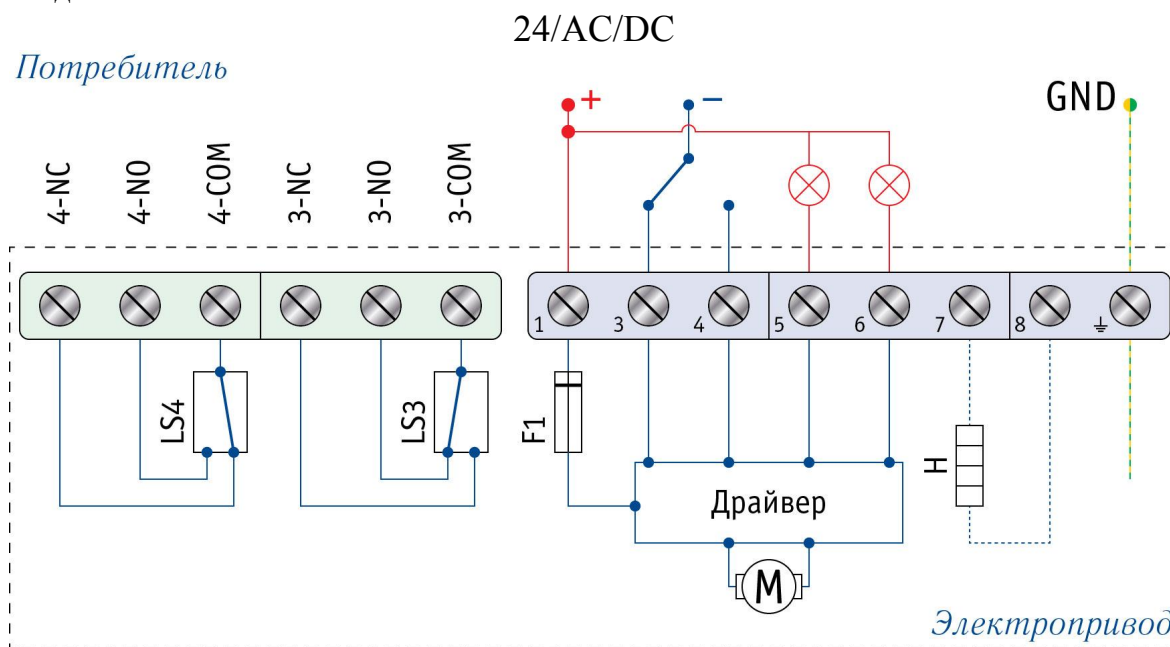 24/AC/DC
Потребитель
+ −
GND
4-NC
4-NO
4-COM
3-NC
3-NO
3-COM
1 3 4 5 6 7 8
LS4
LS3
F1
H
Драйвер
M
Электропривод